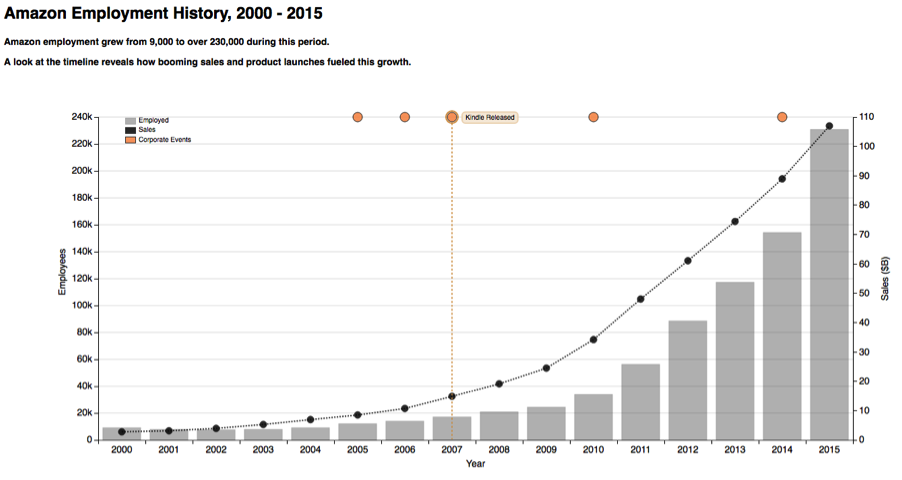 Amazon Employment History, 2000 - 2015
Amazon employment grew from 9,000 to over 230,000 during this period.
A look at the timeline reveals how booming sales and product launches fueled this growth.
Employed
Sales
Corporate Events
Kindle Released
240k
220k
200k
180k
160k
140k
120k
100k
80k
60k
40k
20k
0
Employees
110
100
90
80
70
60
50
40
30
20
10
0
Sales ($B)
2000 2001 2002 2003 2004 2005 2006 2007 2008 2009 2010 2011 2012 2013 2014 2015
Year